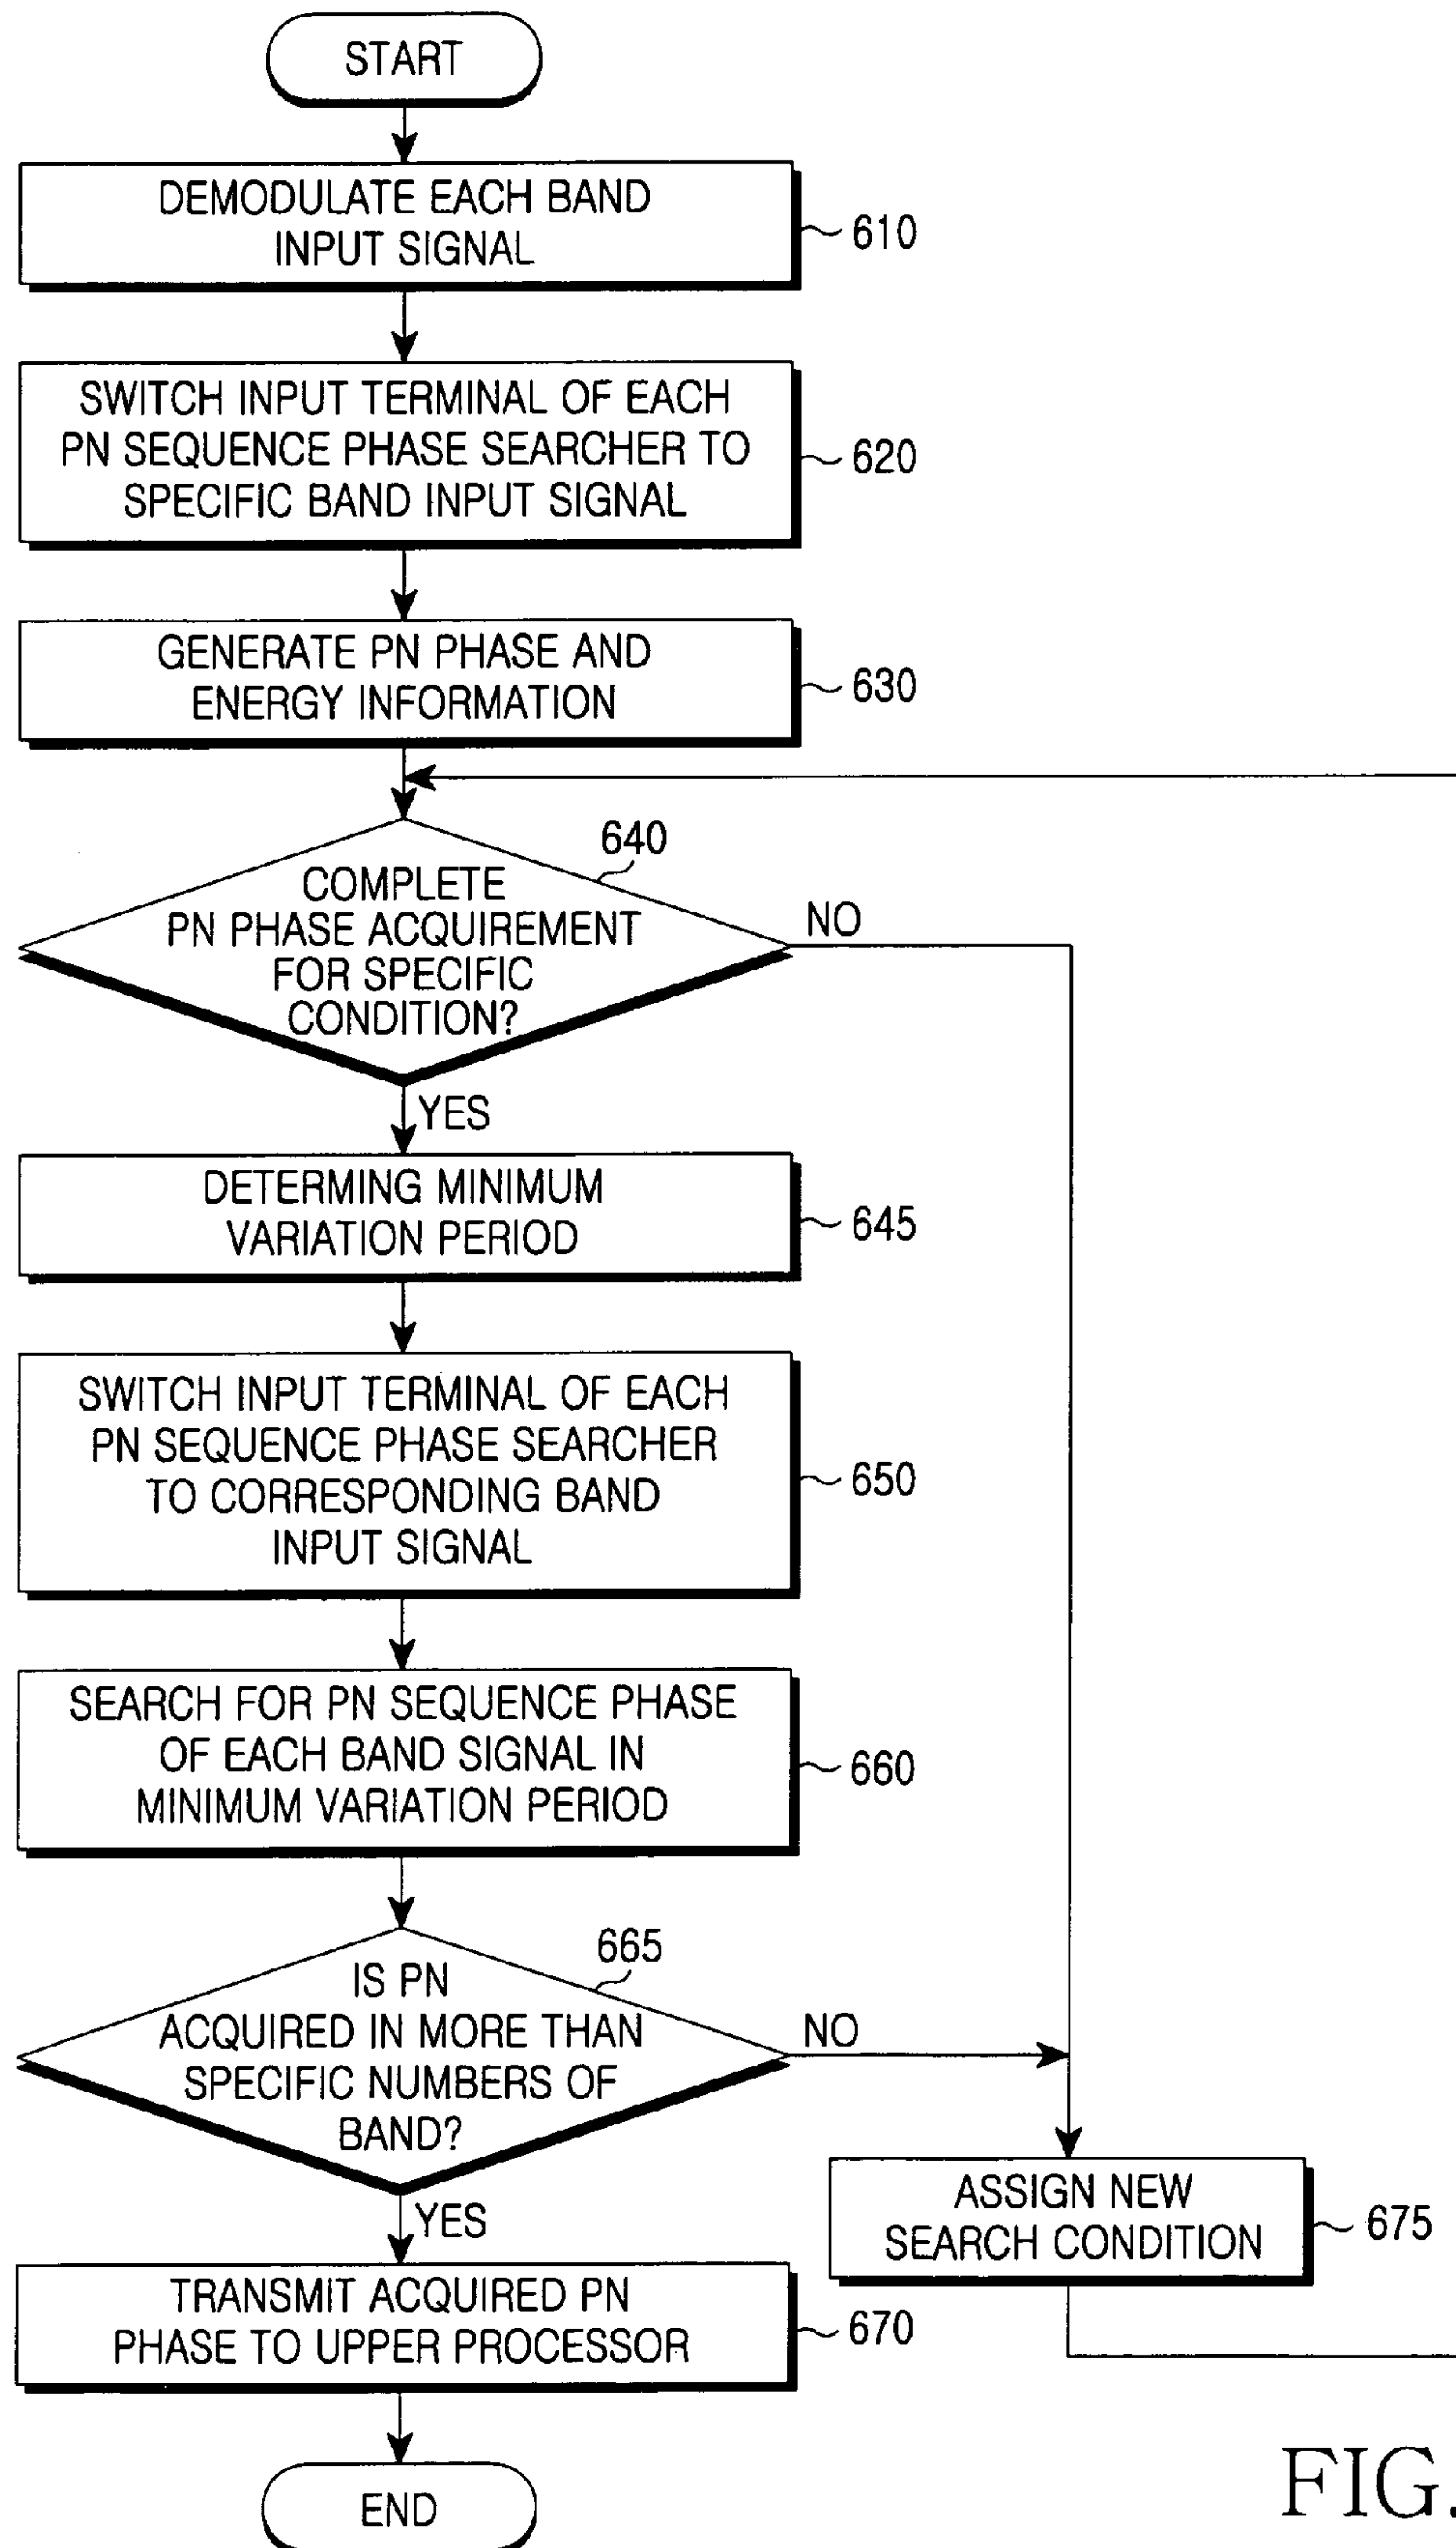 START
DEMODULATE EACH BAND
INPUT SIGNAL
610
SWITCH INPUT TERMINAL OF EACH
PN SEQUENCE PHASE SEARCHER TO
SPECIFIC BAND INPUT SIGNAL
620
GENERATE PN PHASE AND
ENERGY INFORMATION
630
640
COMPLETE
PN PHASE ACQUIREMENT
FOR SPECIFIC
CONDITION?
NO
YES
DETERMING MINIMUM
VARIATION PERIOD
645
SWITCH INPUT TERMINAL OF EACH
PN SEQUENCE PHASE SEARCHER
TO CORRESPONDING BAND
INPUT SIGNAL
650
SEARCH FOR PN SEQUENCE PHASE
OF EACH BAND SIGNAL IN
MINIMUM VARIATION PERIOD
660
665
IS PN
ACQUIRED IN MORE THAN
SPECIFIC NUMBERS OF
BAND?
NO
YES
ASSIGN NEW
SEARCH CONDITION
675
TRANSMIT ACQUIRED PN
PHASE TO UPPER PROCESSOR
670
END
FIG.